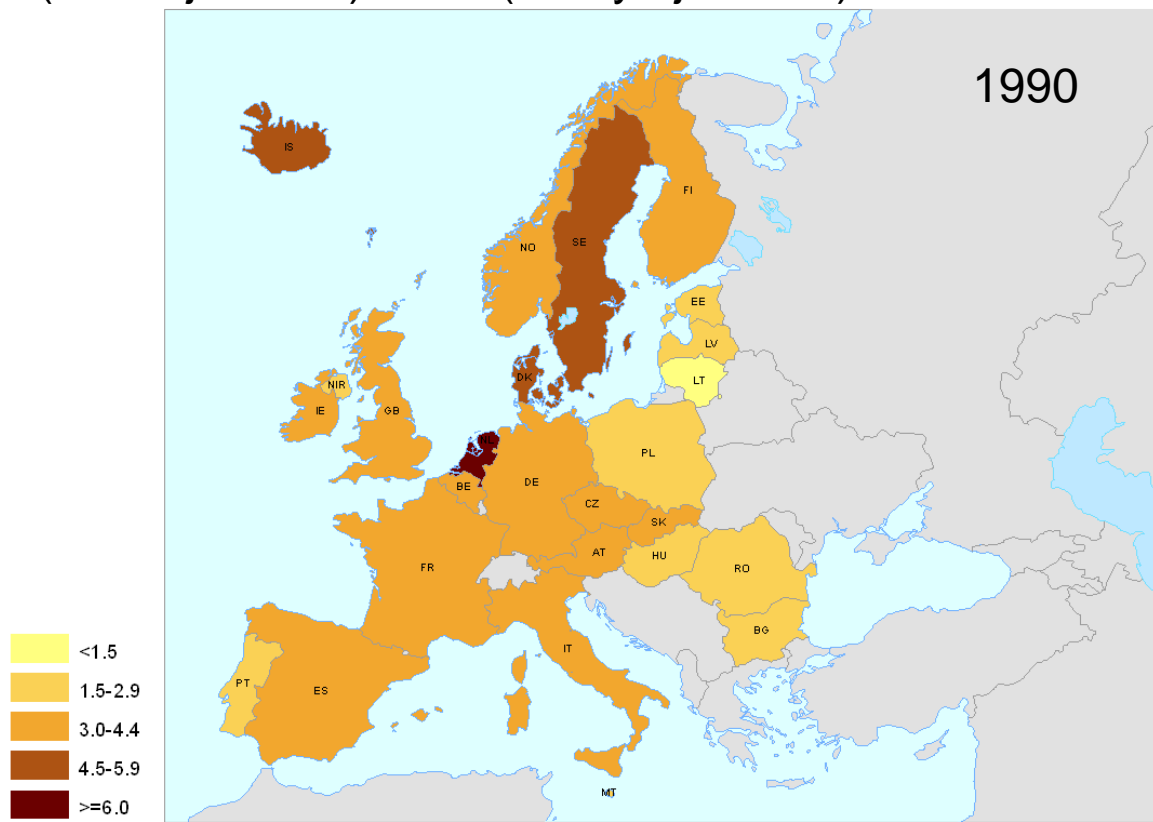 1990
IS
FI
NO
SE
EE
LV
LT
DK
NIR
IE
GB
NL
PL
BE
DE
CZ
SK
AT
HU
FR
RO
BG
IT
PT
ES
MT
<1.5
1.5-2.9
3.0-4.4
4.5-5.9
>=6.0